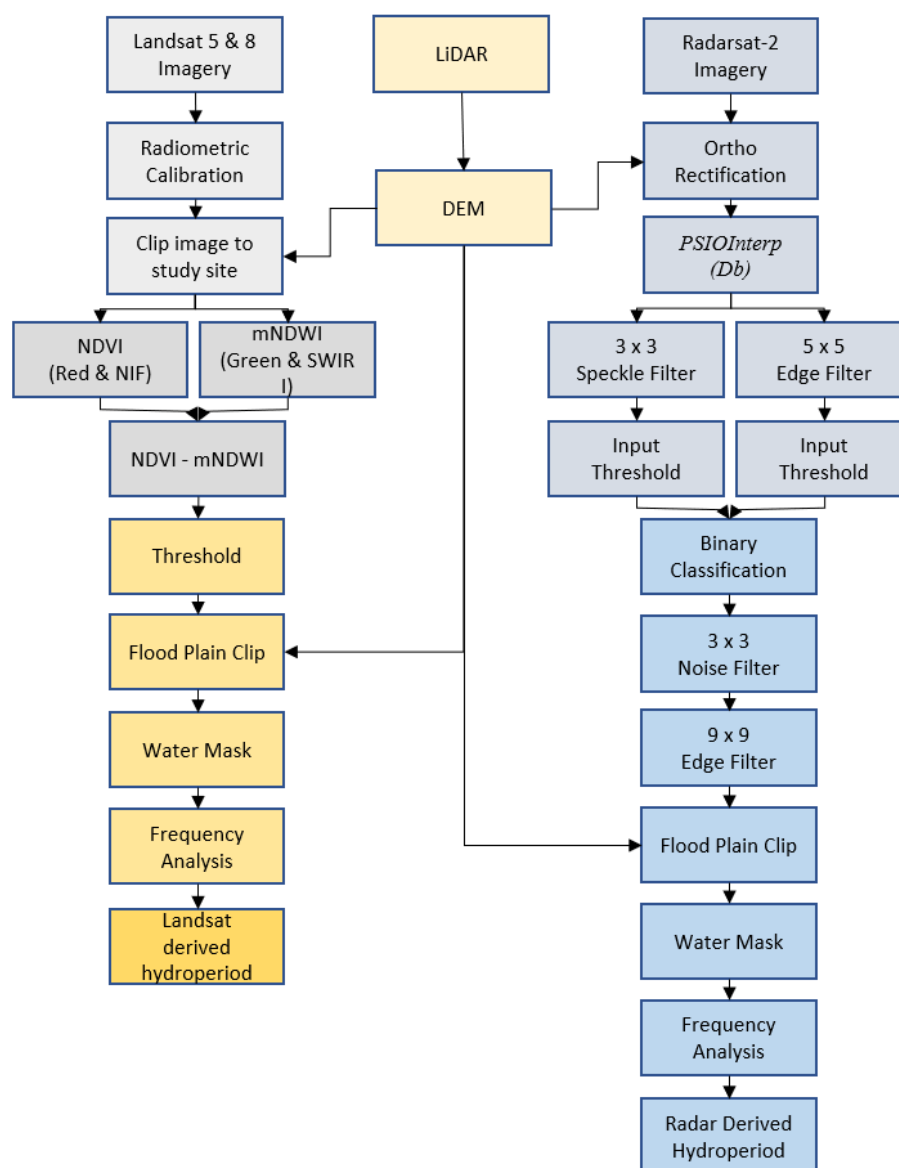 Landsat 5 & 8
Imagery
LiDAR
Radarsat-2
Imagery
Radiometric
Calibration
Ortho
Rectification
DEM
Clip image to
study site
PSIOInterp
(Db)
NDVI
(Red & NIF)
mNDWI
(Green & SWIR
I)
3 x 3
Speckle Filter
5 x 5
Edge Filter
NDVI - mNDWI
Input
Threshold
Input
Threshold
Threshold
Binary
Classification
Flood Plain Clip
3 x 3
Noise Filter
Water Mask
9 x 9
Edge Filter
Frequency
Analysis
Flood Plain Clip
Landsat
derived
hydroperiod
Water Mask
Frequency
Analysis
Radar Derived
Hydroperiod